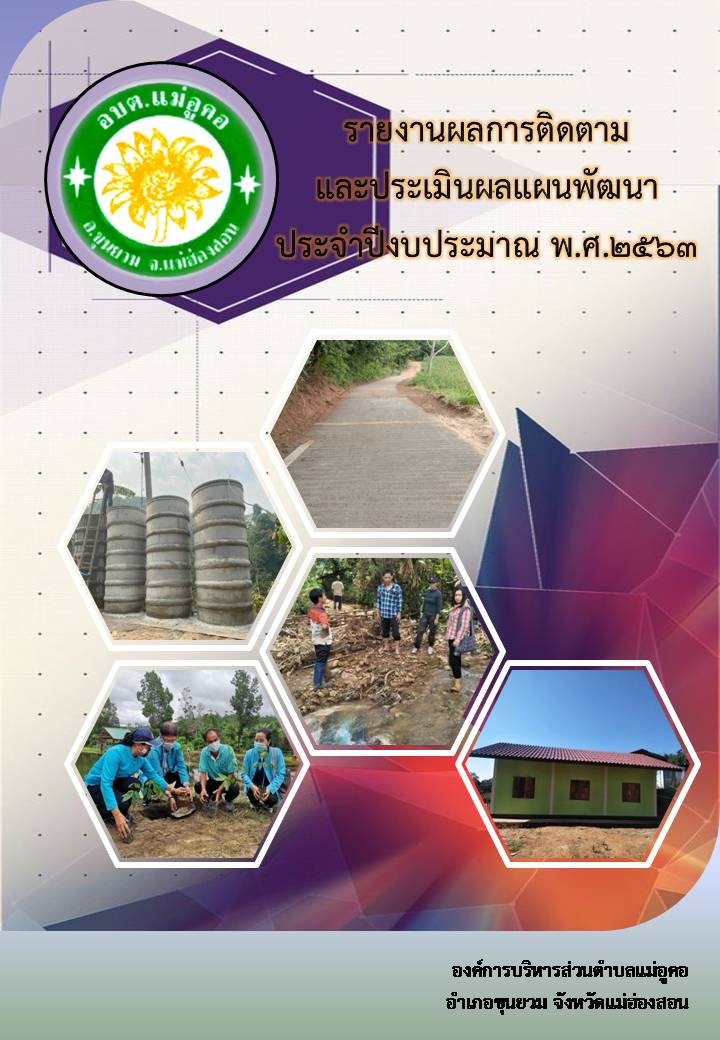 อบต.แม่อูคอ
อ.ขุนยวม จ.แม่ฮ่องสอน
รายงานผลการติดตาม
และประเมินผลแผนพัฒนา
ประจำปีงบประมาณ พ.ศ.๒๕๖๓
องค์การบริหารส่วนตำบลแม่อูคอ
อำเภอขุนยวม จังหวัดแม่ฮ่องสอน